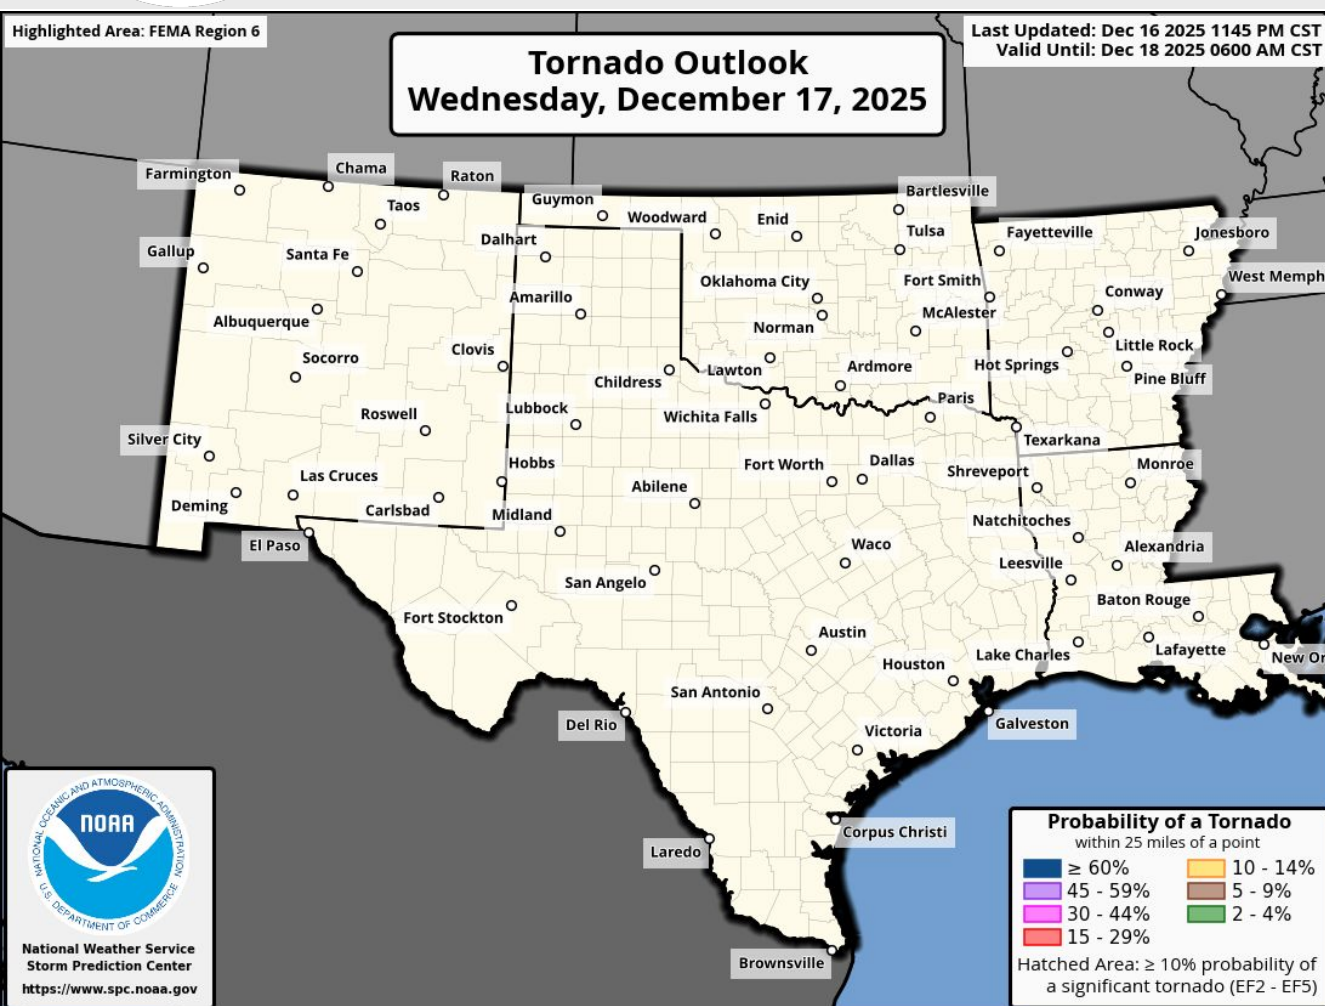 Highlighted Area: FEMA Region 6
Last Updated: Dec 16 2025 1145 PM CST
Valid Until: Dec 18 2025 0600 AM CST
Tornado Outlook
Wednesday, December 17, 2025
Farmington
Chama
Raton
Taos
Guymon
Woodward
Enid
Bartlesville
Tulsa
Fayetteville
Jonesboro
Gallup
Santa Fe
Dalhart
Oklahoma City
Fort Smith
West Memph
Conway
Amarillo
Albuquerque
Norman
McAlester
Little Rock
Socorro
Clovis
Childress
Lawton
Ardmore
Hot Springs
Pine Bluff
Roswell
Lubbock
Wichita Falls
Paris
Texarkana
Silver City
Las Cruces
Hobbs
Fort Worth
Dallas
Shreveport
Monroe
Deming
Carlsbad
Midland
Abilene
Natchitoches
El Paso
San Angelo
Waco
Leesville
Alexandria
Fort Stockton
Baton Rouge
Austin
Lake Charles
Lafayette
New Or
Houston
San Antonio
Del Rio
Victoria
Galveston
Corpus Christi
Laredo
Brownsville
NATIONAL OCEANIC AND ATMOSPHERIC ADMINISTRATION
NOAA
U.S. DEPARTMENT OF COMMERCE
National Weather Service
Storm Prediction Center
https://www.spc.noaa.gov
Probability of a Tornado
within 25 miles of a point
≥ 60%
45 - 59%
30 - 44%
15 - 29%
10 - 14%
5 - 9%
2 - 4%
Hatched Area: ≥ 10% probability of
a significant tornado (EF2 - EF5)